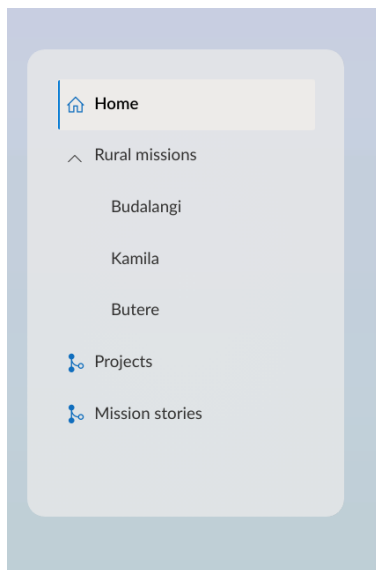 Home
Rural missions
Budalangi
Kamila
Butere
Projects
Mission stories